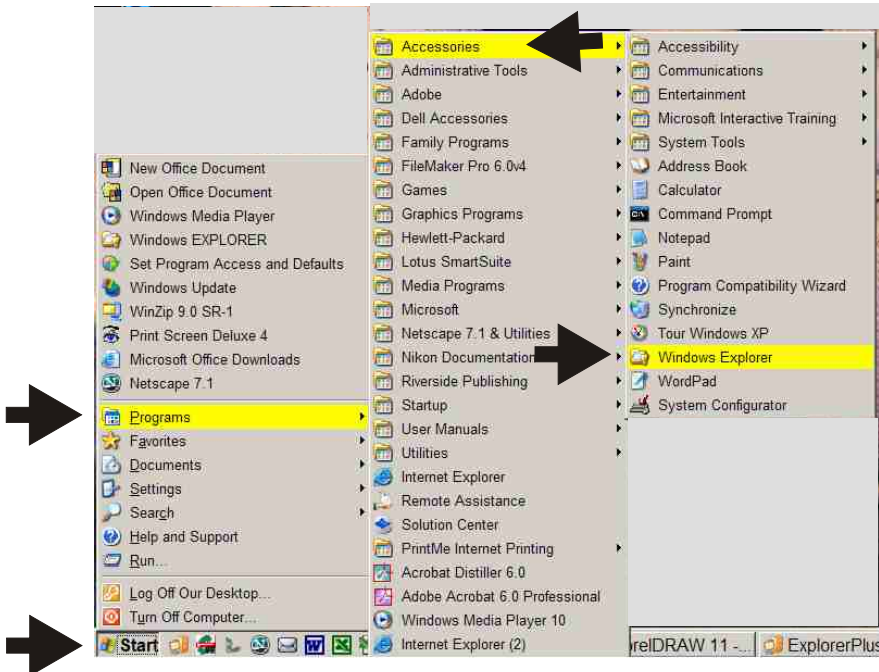 New Office Document
Open Office Document
Windows Media Player
Windows EXPLORER
Set Program Access and Defaults
Windows Update
WinZip 9.0 SR-1
Print Screen Deluxe 4
Microsoft Office Downloads
Netscape 7.1
Programs
Favorites
Documents
Settings
Search
Help and Support
Run...
Log Off Our Desktop...
Turn Off Computer...
Start
Accessories
Administrative Tools
Adobe
Dell Accessories
Family Programs
FileMaker Pro 6.0v4
Games
Graphics Programs
Hewlett-Packard
Lotus SmartSuite
Media Programs
Microsoft
Netscape 7.1 & Utilities
Nikon Documentation
Riverside Publishing
Startup
User Manuals
Utilities
Internet Explorer
Remote Assistance
Solution Center
PrintMe Internet Printing
Acrobat Distiller 6.0
Adobe Acrobat 6.0 Professional
Windows Media Player 10
Internet Explorer (2)
Accessibility
Communications
Entertainment
Microsoft Interactive Training
System Tools
Address Book
Calculator
Command Prompt
Notepad
Paint
Program Compatibility Wizard
Synchronize
Tour Windows XP
Windows Explorer
WordPad
System Configurator
orelDRAW 11 -...
ExplorerPlus